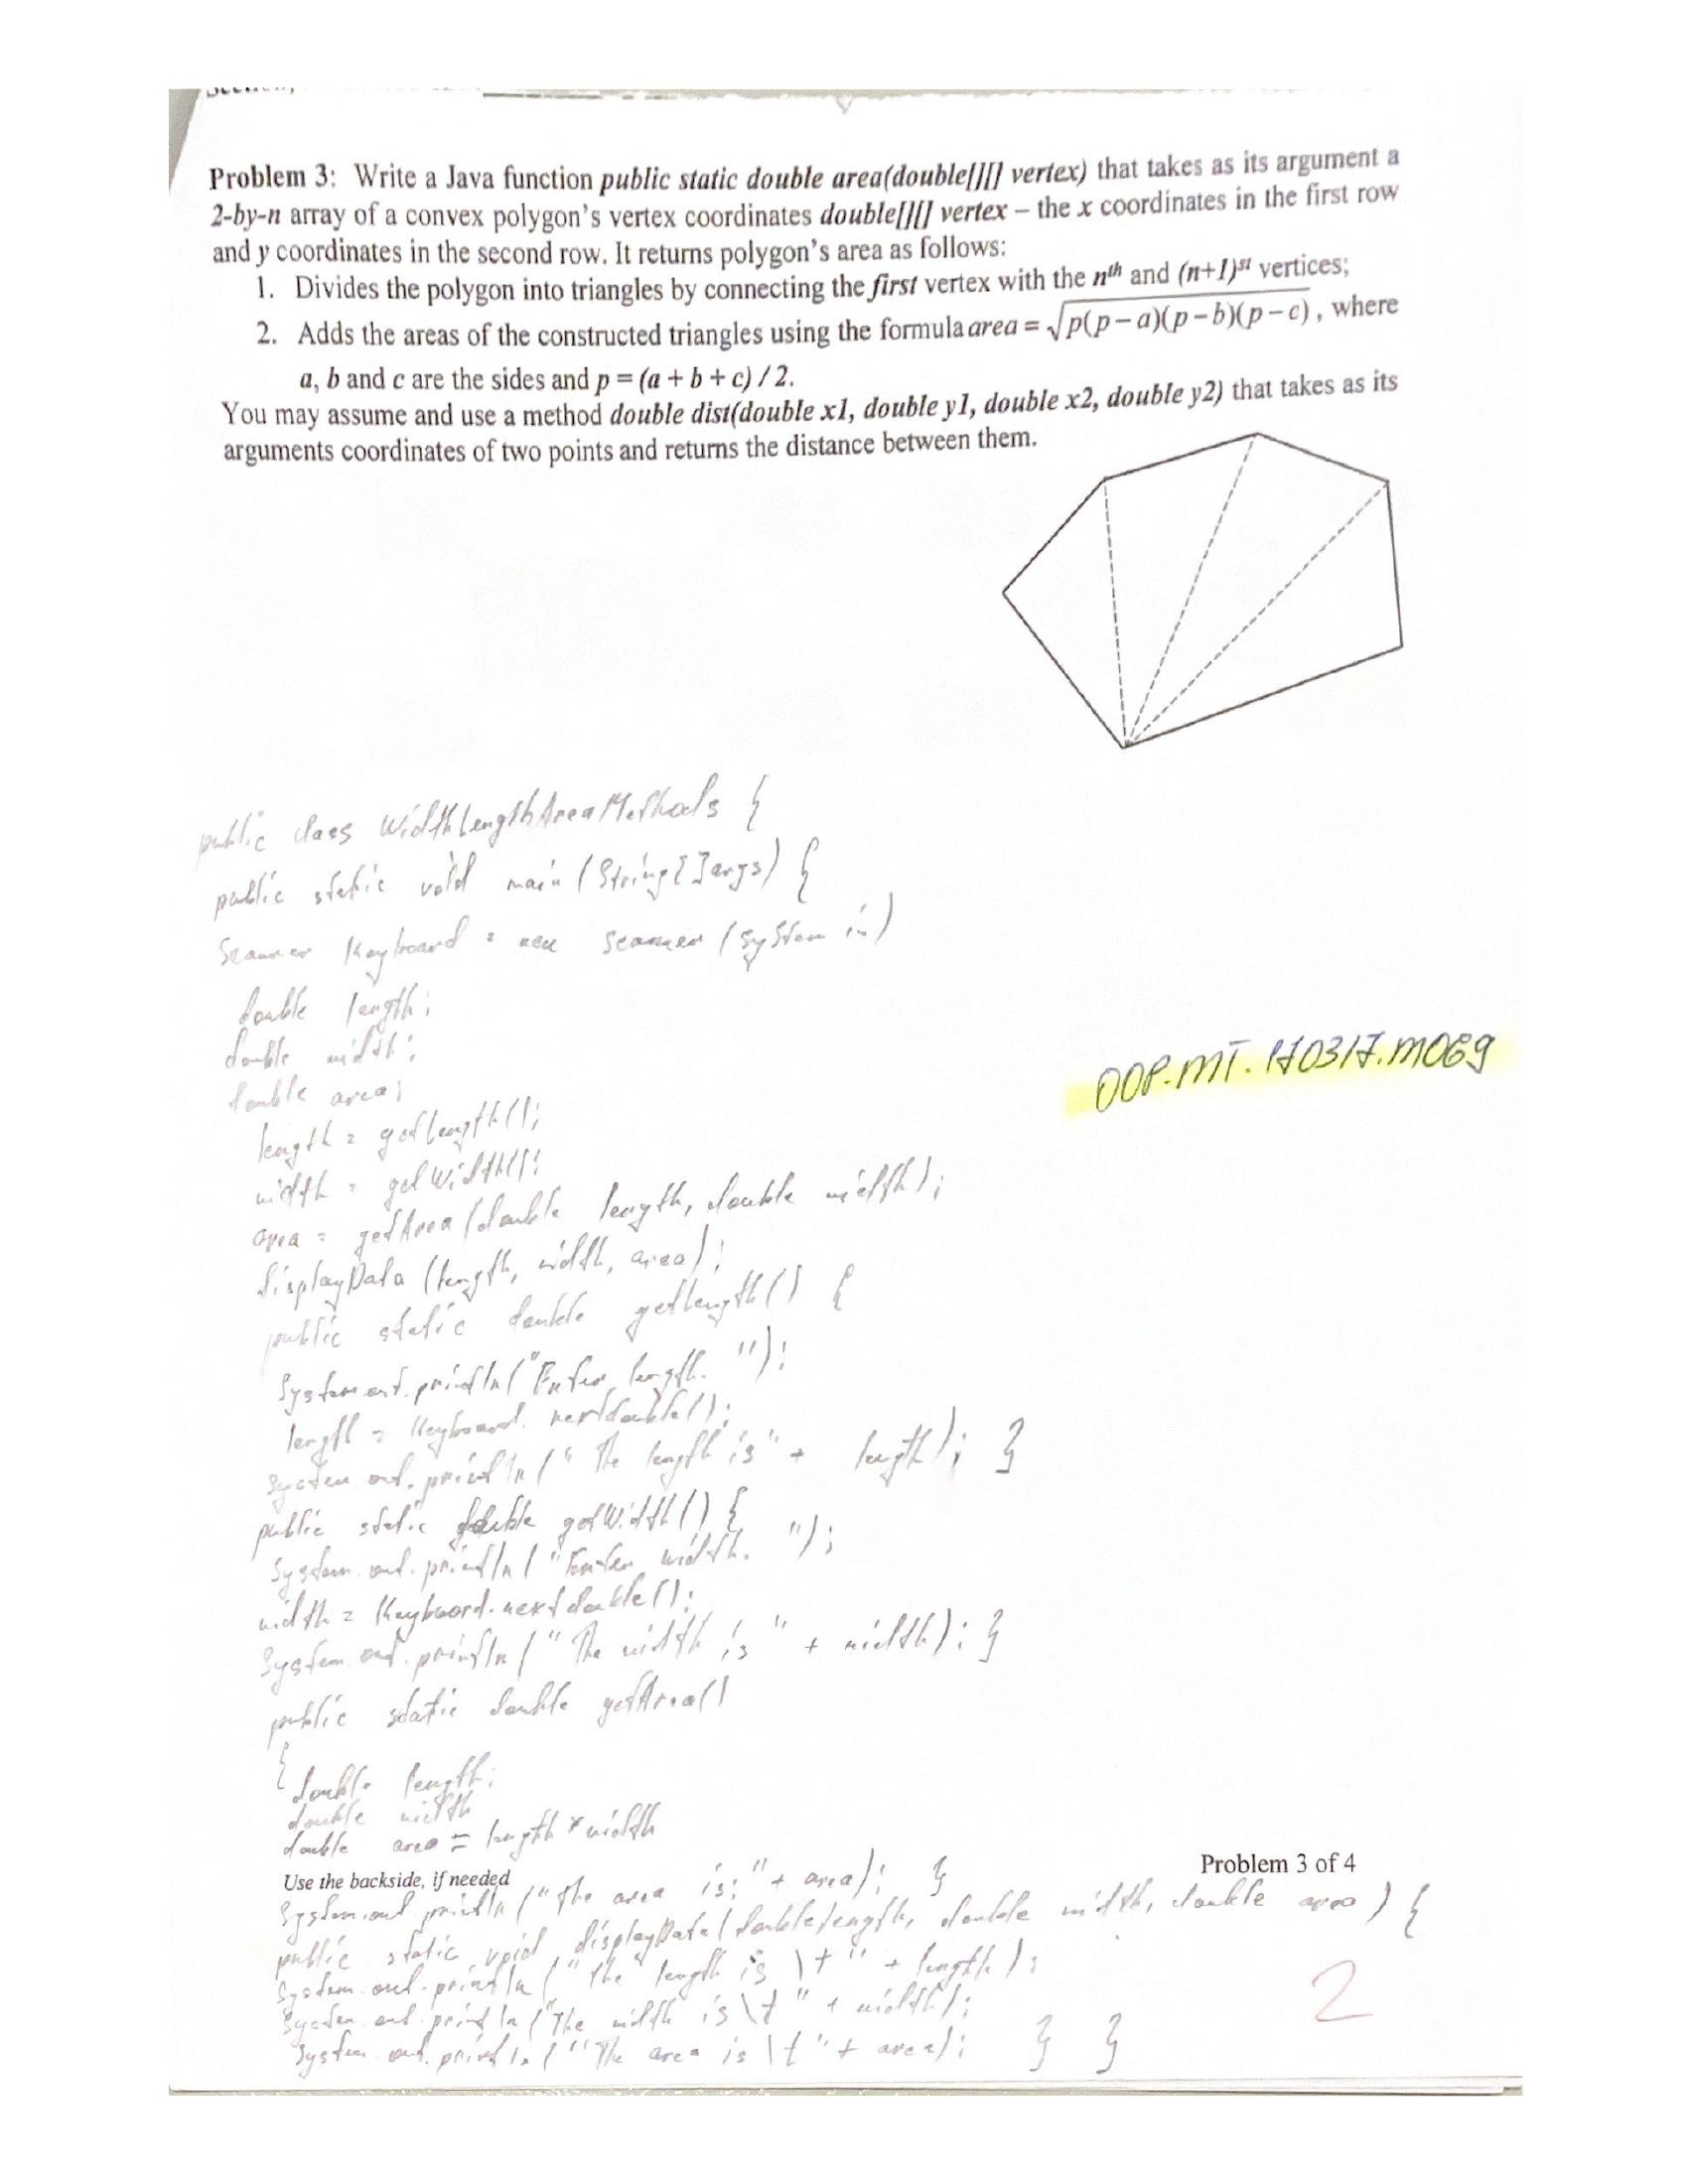 Problem 3: Write a Java function public static double area(double[][] vertex) that takes as its argument a
2-by-n array of a convex polygon's vertex coordinates double[][] vertex – the x coordinates in the first row
and y coordinates in the second row. It returns polygon's area as follows:
1. Divides the polygon into triangles by connecting the first vertex with the nth and (n+1)st vertices;
2. Adds the areas of the constructed triangles using the formula area = √p(p−a)(p−b)(p−c), where
a, b and c are the sides and p = (a + b + c) / 2.
You may assume and use a method double dist(double x1, double y1, double x2, double y2) that takes as its
arguments coordinates of two points and returns the distance between them.
public class WidthLengthAreaMethods {
public static void main (String[]args) {
Scanner Keyboard = new scanner (system in)
double length;
double width;
double area;
OOP.MT.170317.M069
length = getlength();
width = getWidth();
area = getArea (double length, double width);
displayData (length, width, area);
public static double getlength() {
System.out.println("Enter length. ");
length = Keyboard. nextdouble();
System.out.println (" The length is" + length); }
public static double getWidth() {
System.out.println ("Enter width. ");
width = Keyboard.nextdouble();
System.out.println (" The width is " + width); }
public static double getArea()
{
double length;
double width
double area = length * width
Use the backside, if needed
Problem 3 of 4
System.out println ("the area is: " + area); }
public static void displayData(double length, double width, double area) {
System.out.println (" the length is \t " + length);
System.out.println ("The width is \t " + width);
System.out.println ("The area is \t "+ area); } }
2